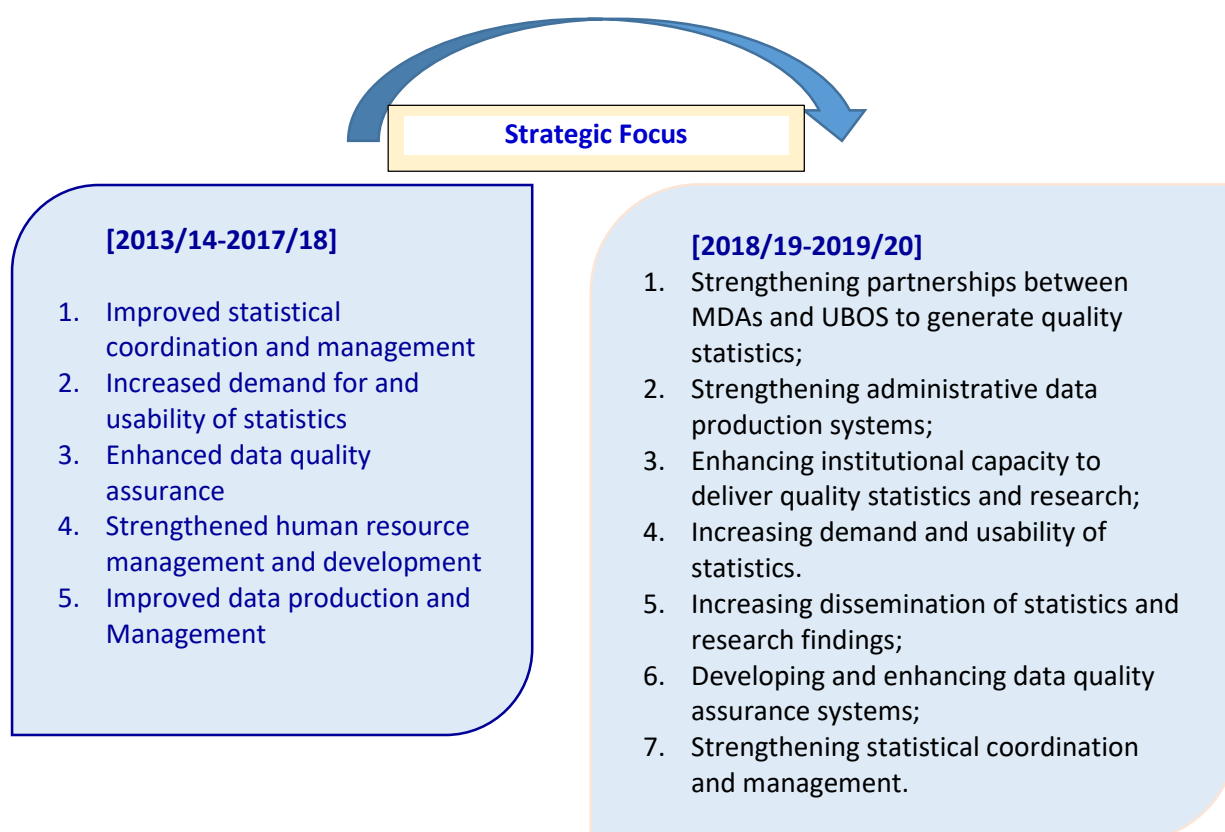 Strategic Focus
[2013/14-2017/18]
1. Improved statistical
coordination and management
2. Increased demand for and
usability of statistics
3. Enhanced data quality
assurance
4. Strengthened human resource
management and development
5. Improved data production and
Management
[2018/19-2019/20]
1. Strengthening partnerships between
MDAs and UBOS to generate quality
statistics;
2. Strengthening administrative data
production systems;
3. Enhancing institutional capacity to
deliver quality statistics and research;
4. Increasing demand and usability of
statistics.
5. Increasing dissemination of statistics and
research findings;
6. Developing and enhancing data quality
assurance systems;
7. Strengthening statistical coordination
and management.